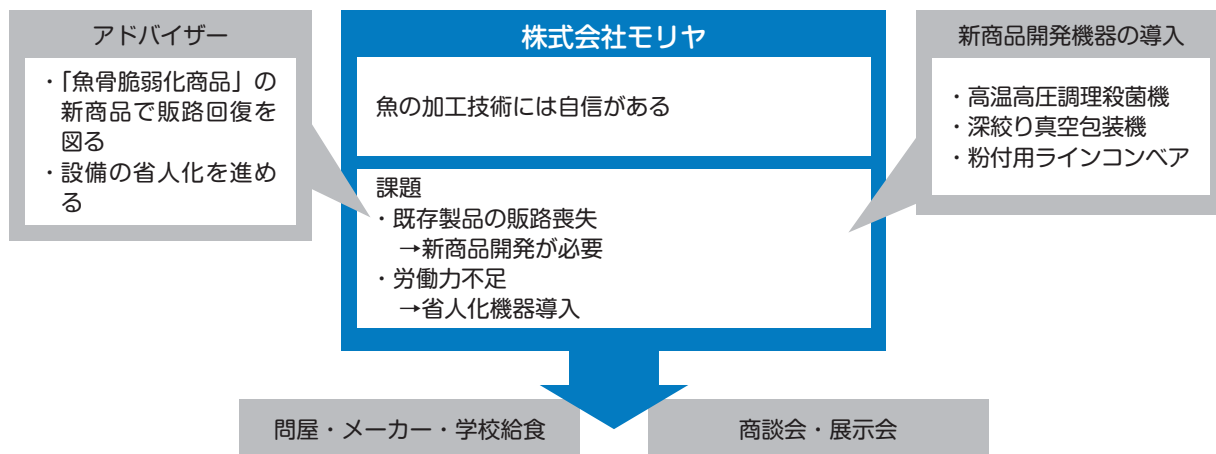 アドバイザー
・「魚骨脆弱化商品」の
新商品で販路回復を
図る
・設備の省人化を進め
る
株式会社モリヤ
魚の加工技術には自信がある
課題
・既存製品の販路喪失
→新商品開発が必要
・労働力不足
→省人化機器導入
新商品開発機器の導入
・高温高圧調理殺菌機
・深絞り真空包装機
・粉付用ラインコンベア
問屋・メーカー・学校給食
商談会・展示会